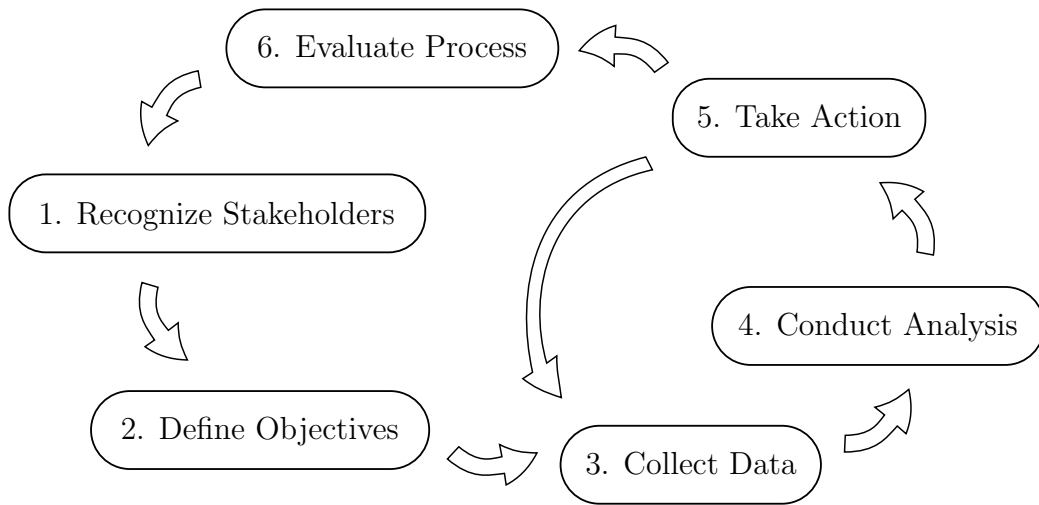 6. Evaluate Process
5. Take Action
1. Recognize Stakeholders
4. Conduct Analysis
2. Define Objectives
3. Collect Data